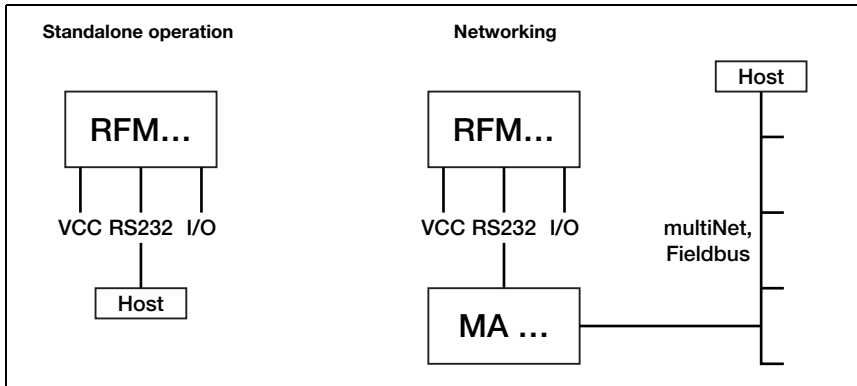 Standalone operation
RFM...
VCC RS232 I/O
Host
Networking
RFM...
VCC RS232 I/O
MA ...
Host
multiNet,
Fieldbus